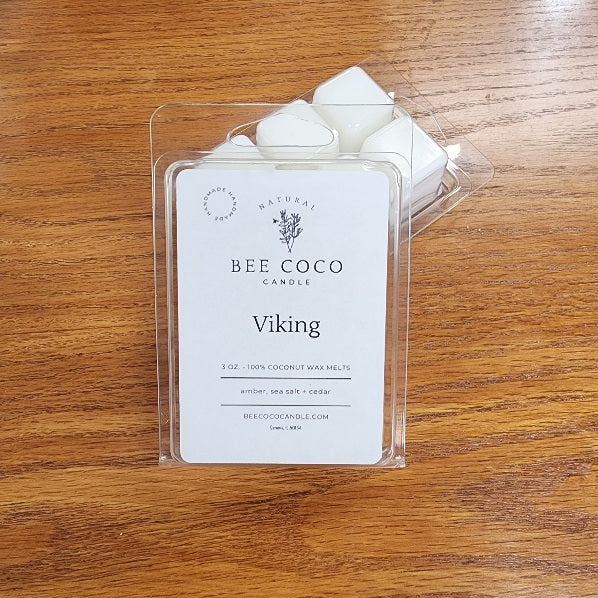 HANDMADE HANDMADE
NATURAL
BEE COCO
CANDLE
Viking
3 OZ. - 100% COCONUT WAX MELTS
amber, sea salt + cedar
BEECOCOCANDLE.COM